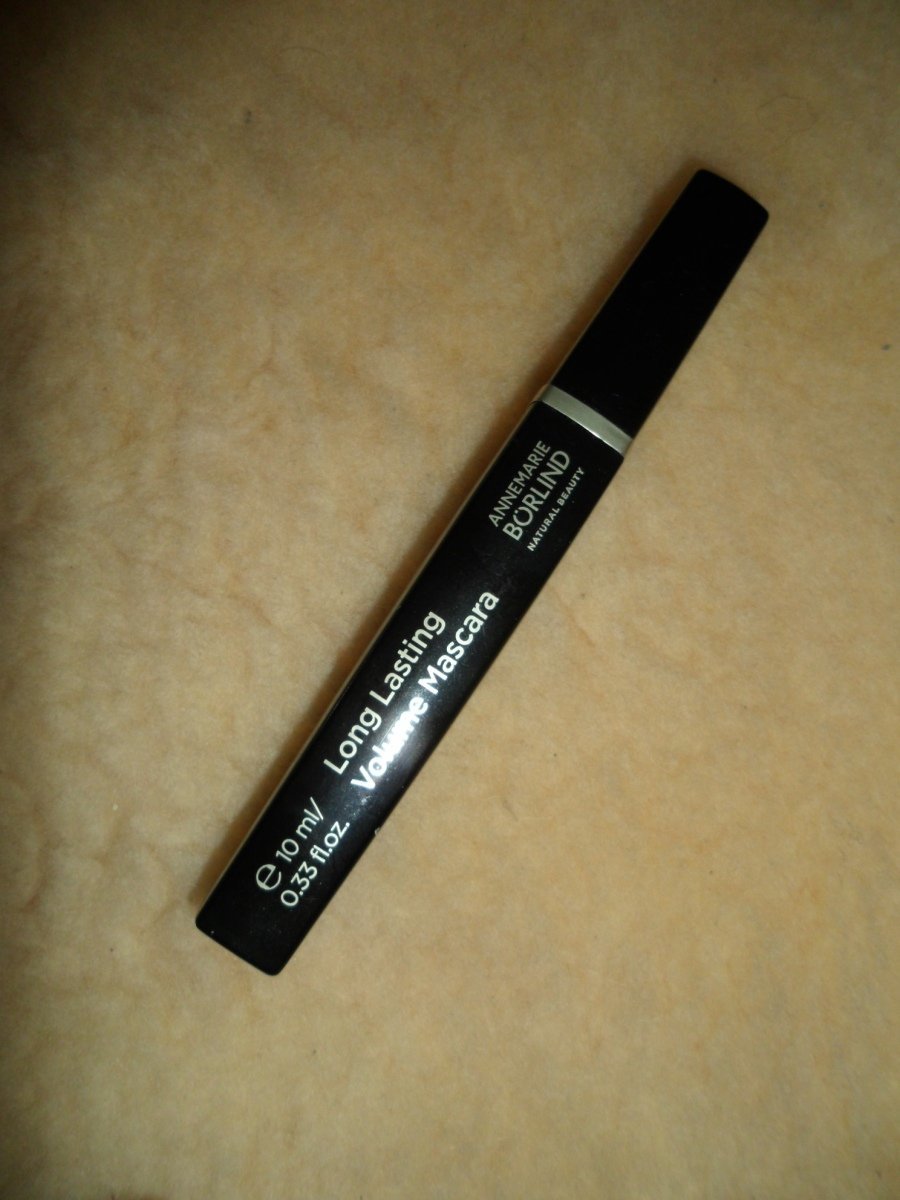 ANNEMARIE
BÖRLIND
NATURAL BEAUTY
Long Lasting
Volume Mascara
℮ 10 ml/
0.33 fl.oz.